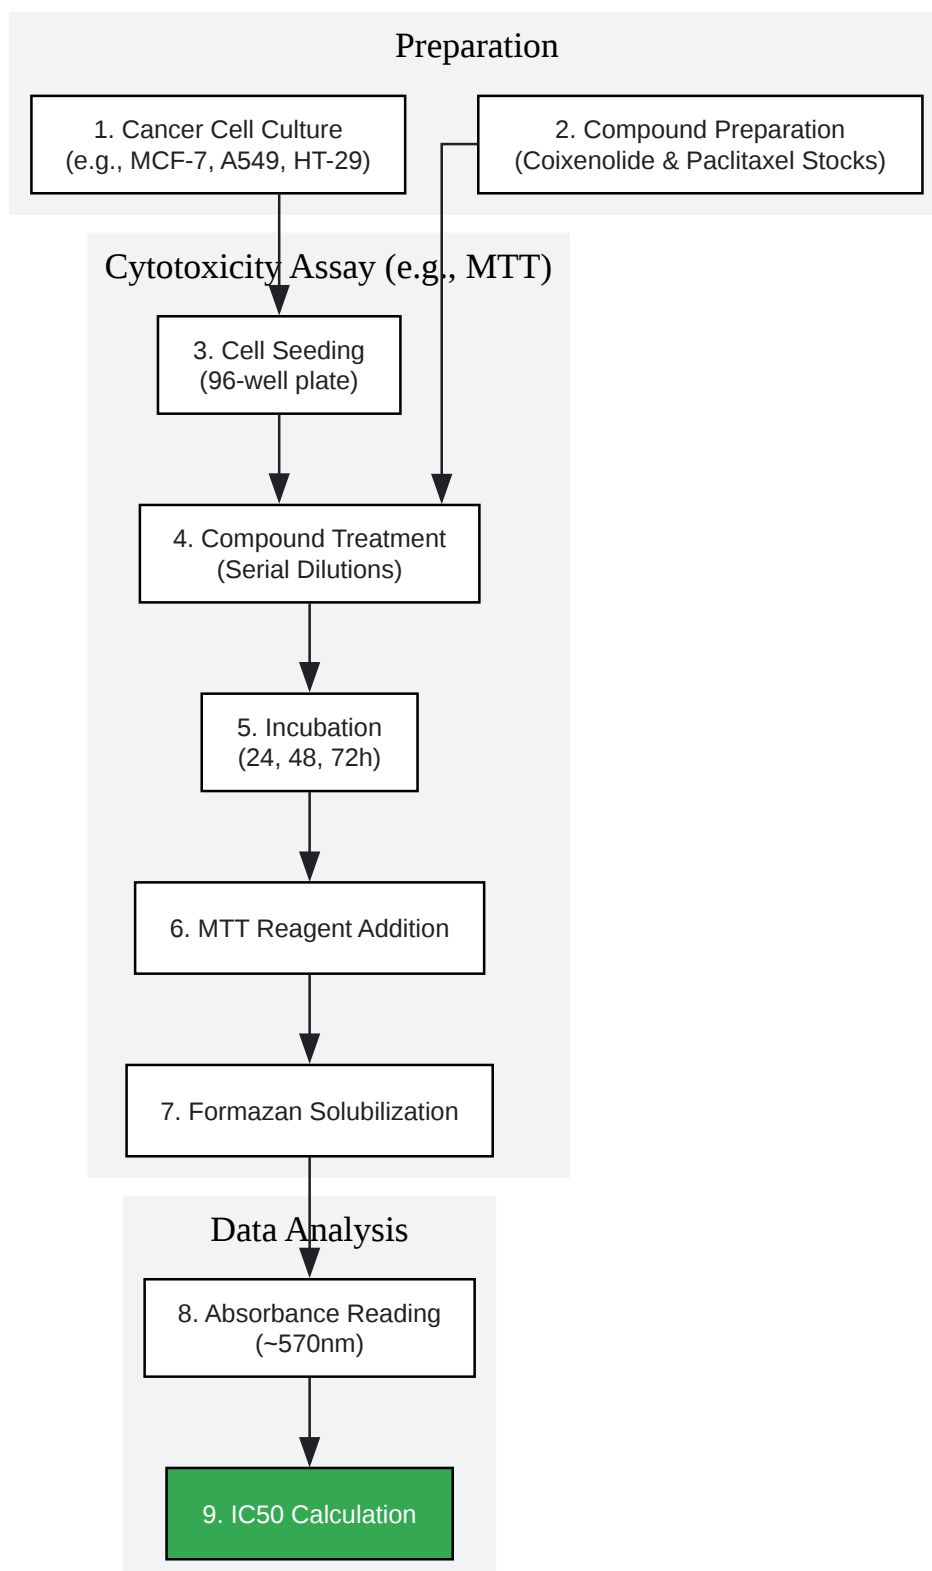 Preparation
1. Cancer Cell Culture
(e.g., MCF-7, A549, HT-29)
2. Compound Preparation
(Coixenolide & Paclitaxel Stocks)
Cytotoxicity Assay (e.g., MTT)
3. Cell Seeding
(96-well plate)
4. Compound Treatment
(Serial Dilutions)
5. Incubation
(24, 48, 72h)
6. MTT Reagent Addition
7. Formazan Solubilization
Data Analysis
8. Absorbance Reading
(~570nm)
9. IC50 Calculation